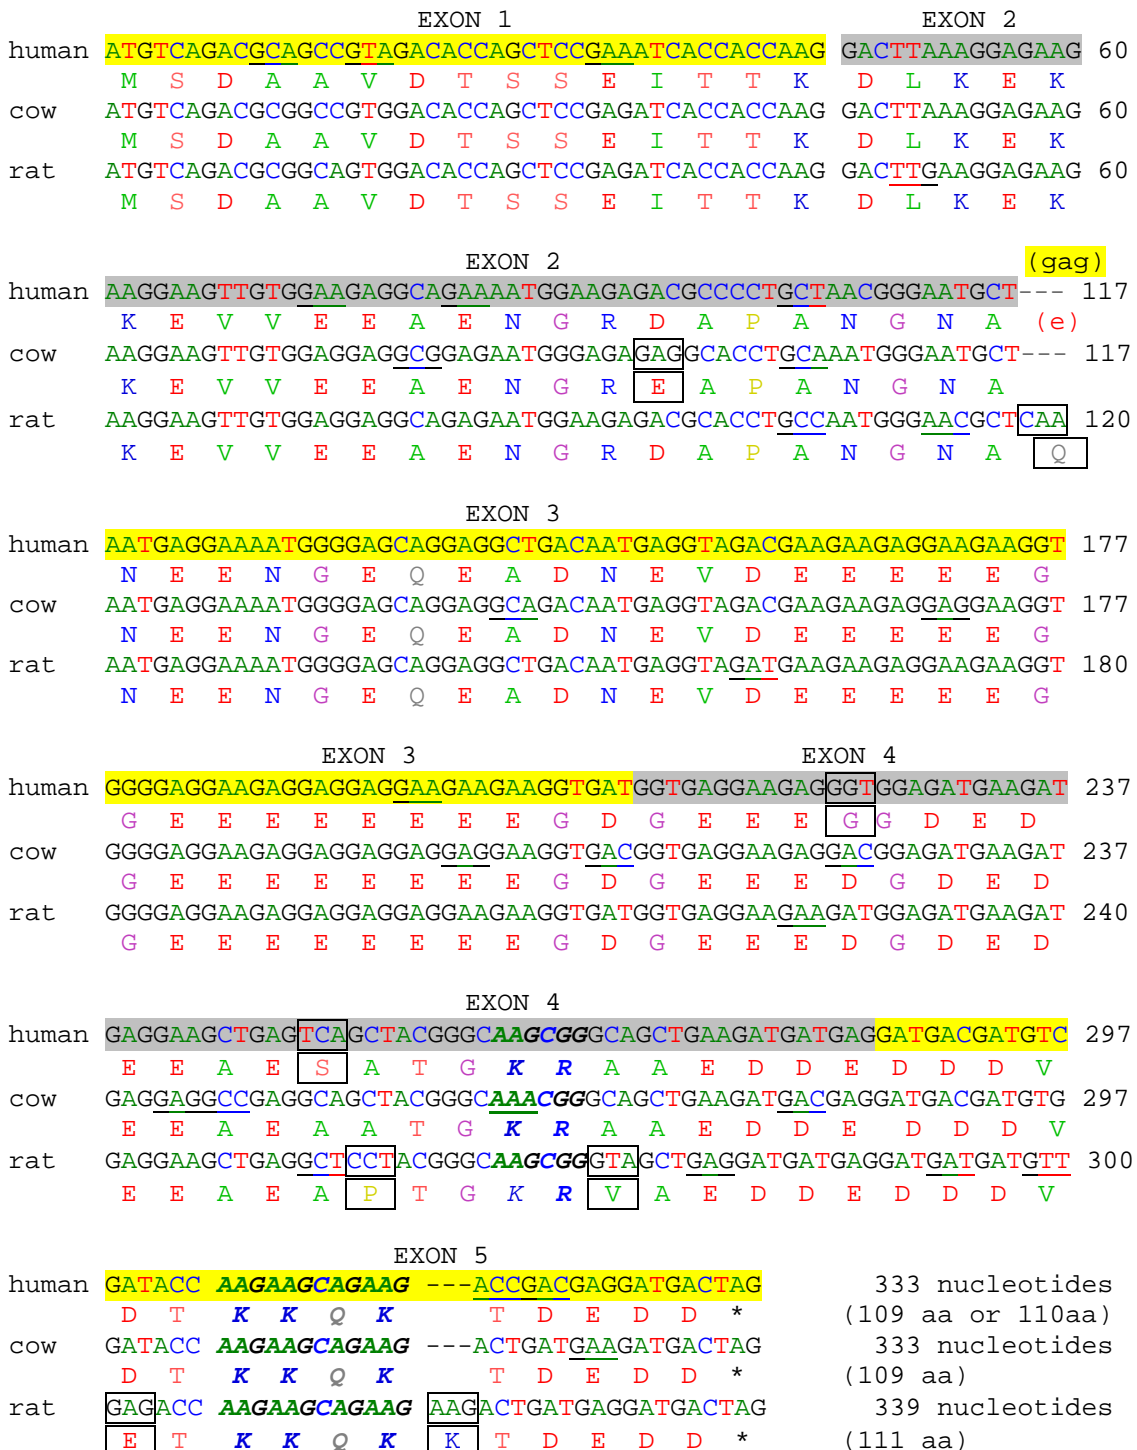 EXON 1 EXON 2
human ATGTCAGACGCAGCCGTAGACACCAGCTCCGAAATCACCACCAAG GACTTAAAGGAGAAG 60
M S D A A V D T S S E I T T K D L K E K
cow ATGTCAGACGCGGCCGTGGACACCAGCTCCGAGATCACCACCAAG GACTTAAAGGAGAAG 60
M S D A A V D T S S E I T T K D L K E K
rat ATGTCAGACGCGGCAGTGGACACCAGCTCCGAGATCACCACCAAG GACTTGAAGGAGAAG 60
M S D A A V D T S S E I T T K D L K E K
EXON 2 (gag)
human AAGGAAGTTGTGGAAGAGGCAGAAAATGGAAGAGACGCCCCTGCTAACGGGAATGCT--- 117
K E V V E E A E N G R D A P A N G N A (e)
cow AAGGAAGTTGTGGAGGAGGCGGAGAATGGGAGAGAGGCACCTGCAAATGGGAATGCT--- 117
K E V V E E A E N G R E A P A N G N A
rat AAGGAAGTTGTGGAGGAGGCAGAGAATGGAAGAGACGCACCTGCCAATGGGAACGCTCAA 120
K E V V E E A E N G R D A P A N G N A Q
EXON 3
human AATGAGGAAAATGGGGAGCAGGAGGCTGACAATGAGGTAGACGAAGAAGAGGAAGAAGGT 177
N E E N G E Q E A D N E V D E E E E E G
cow AATGAGGAAAATGGGGAGCAGGAGGCAGACAATGAGGTAGACGAAGAAGAGGAGGAAGGT 177
N E E N G E Q E A D N E V D E E E E E G
rat AATGAGGAAAATGGGGAGCAGGAGGCTGACAATGAGGTAGATGAAGAAGAGGAAGAAGGT 180
N E E N G E Q E A D N E V D E E E E E G
EXON 3 EXON 4
human GGGGAGGAAGAGGAGGAGGAAGAAGAAGGTGATGGTGAGGAAGAGGGTGGAGATGAAGAT 237
G E E E E E E E G D G E E E G G D E D
cow GGGGAGGAAGAGGAGGAGGAGGAGGAAGGTGACGGTGAGGAAGAGGACGGAGATGAAGAT 237
G E E E E E E E G D G E E E D G D E D
rat GGGGAGGAAGAGGAGGAGGAGGAAGAAGGTGATGGTGAGGAAGAAGATGGAGATGAAGAT 240
G E E E E E E E G D G E E E D G D E D
EXON 4
human GAGGAAGCTGAGTCAGCTACGGGCAAGCGGGCAGCTGAAGATGATGAGGATGACGATGTC 297
E E A E S A T G K R A A E D D E D D D V
cow GAGGAGGCCGAGGCAGCTACGGGCAAACGGGCAGCTGAAGATGACGAGGATGACGATGTG 297
E E A E A A T G K R A A E D D E D D D V
rat GAGGAAGCTGAGGCTCCTACGGGCAAGCGGGTAGCTGAGGATGATGAGGATGATGATGTT 300
E E A E A P T G K R V A E D D E D D D V
EXON 5
human GATACC AAGAAGCAGAAG ---ACCGACGAGGATGACTAG 333 nucleotides
D T K K Q K T D E D D * (109 aa or 110aa)
cow GATACC AAGAAGCAGAAG ---ACTGATGAAGATGACTAG 333 nucleotides
D T K K Q K T D E D D * (109 aa)
rat GAGACC AAGAAGCAGAAG AAGACTGATGAGGATGACTAG 339 nucleotides
E T K K Q K K T D E D D * (111 aa)